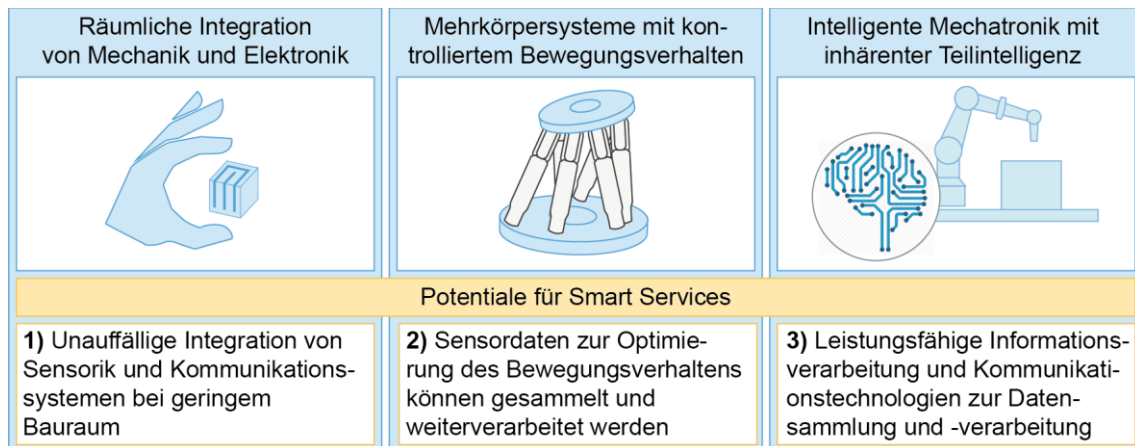 Räumliche Integration
von Mechanik und Elektronik
Mehrkörpersysteme mit kon-
trolliertem Bewegungsverhalten
Intelligente Mechatronik mit
inhärenter Teilintelligenz
Potentiale für Smart Services
1) Unauffällige Integration von
Sensorik und Kommunikations-
systemen bei geringem
Bauraum
2) Sensordaten zur Optimie-
rung des Bewegungsverhaltens
können gesammelt und
weiterverarbeitet werden
3) Leistungsfähige Informations-
verarbeitung und Kommunikati-
onstechnologien zur Daten-
sammlung und -verarbeitung